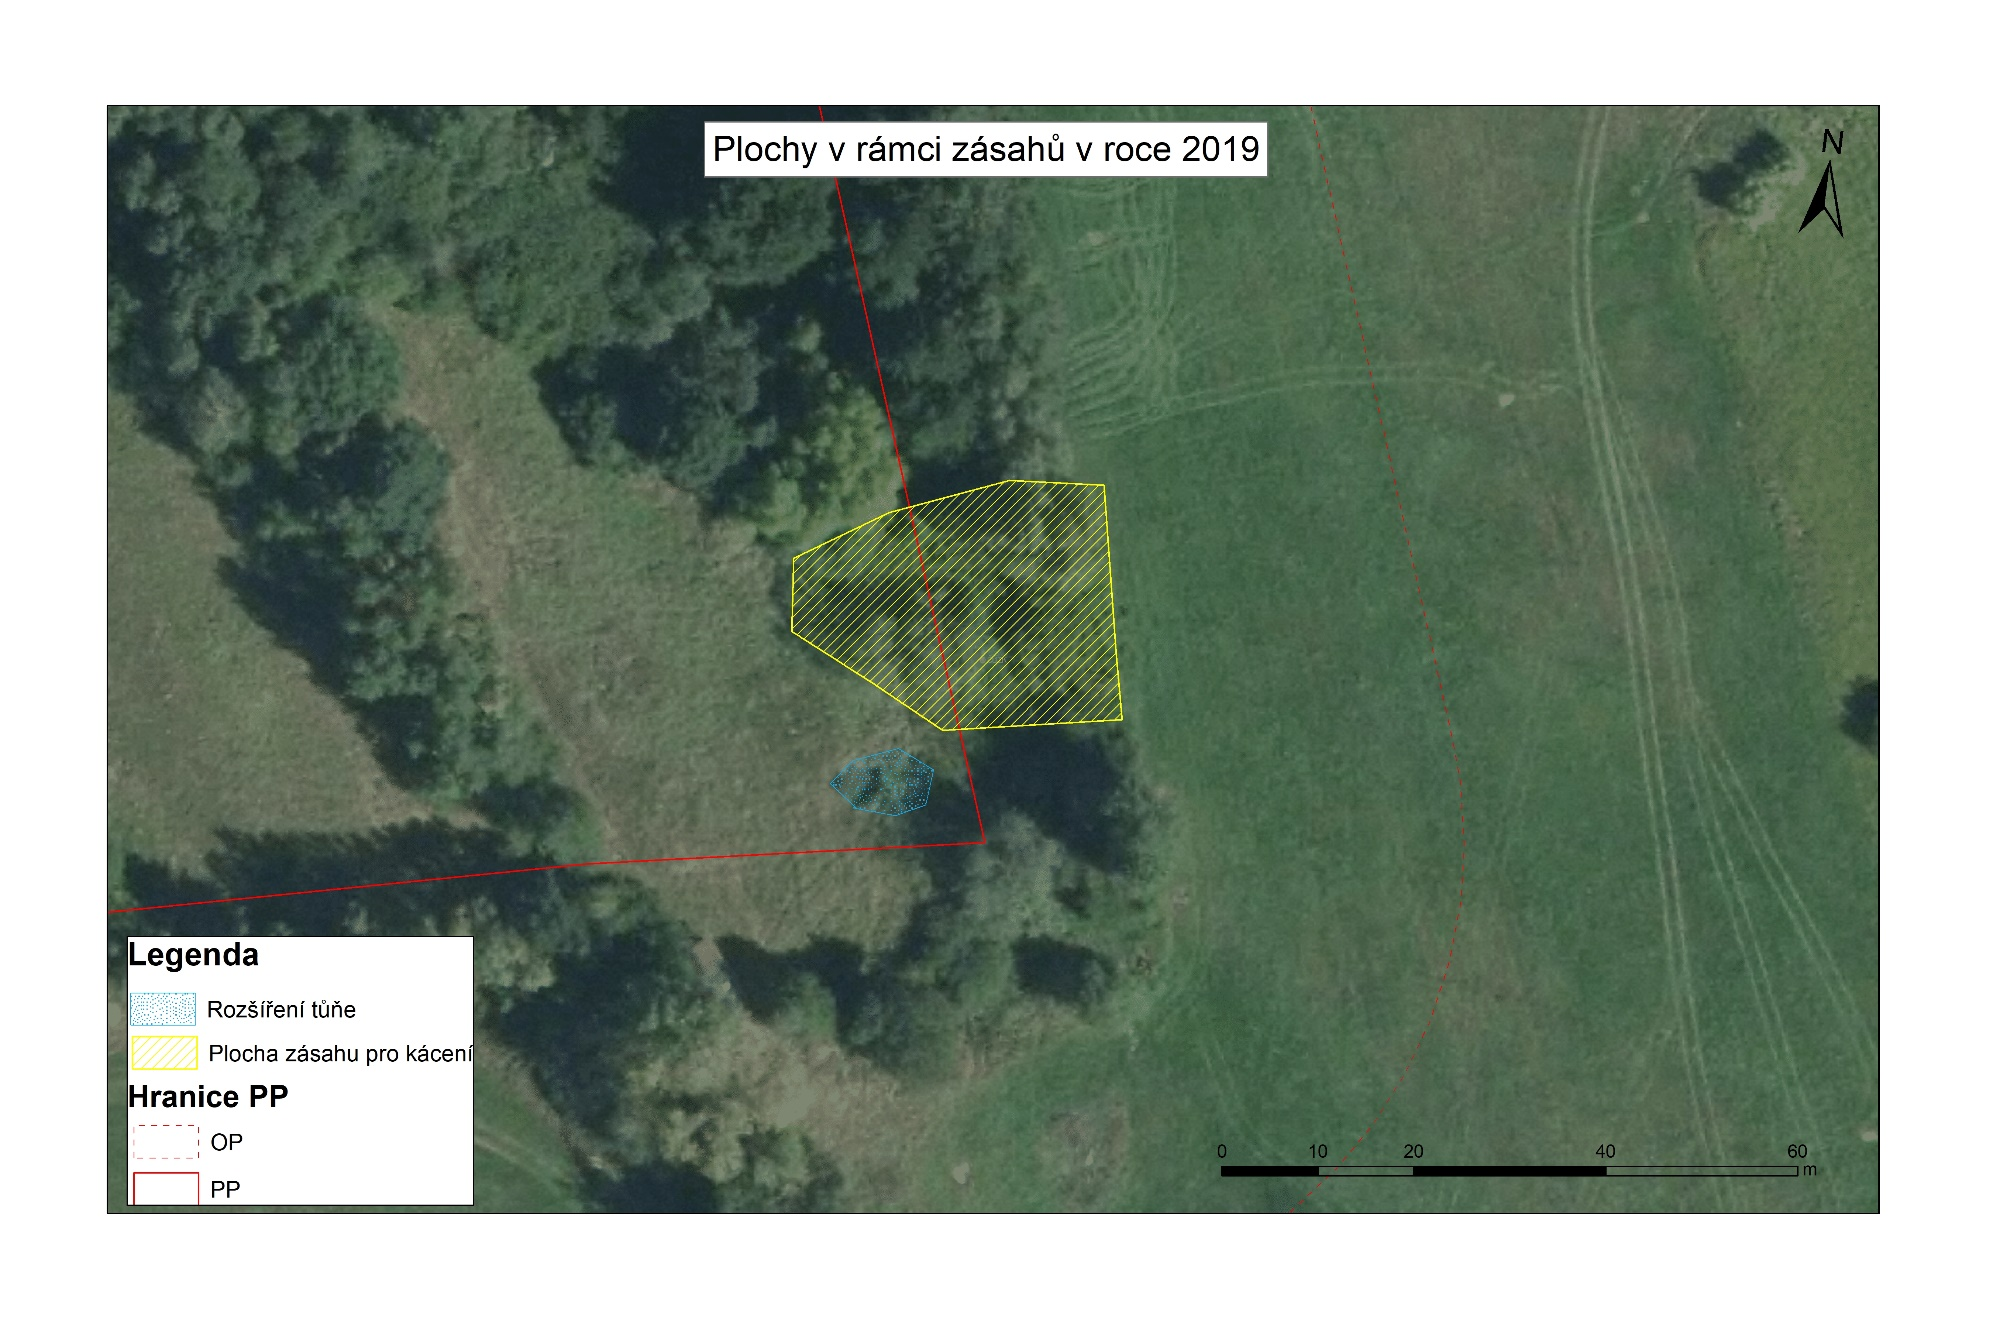 Plochy v rámci zásahů v roce 2019
N
Legenda
Rozšíření tůňe
Plocha zásahu pro kácení
Hranice PP
OP
PP
0 10 20 40 60
m